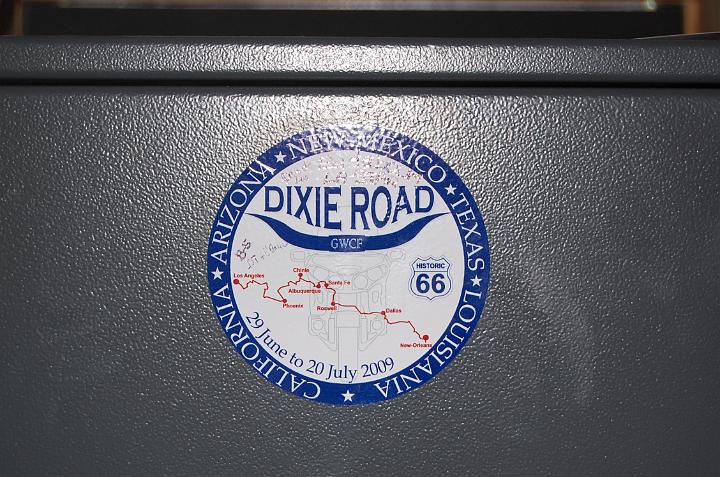 CALIFORNIA ★ ARIZONA ★ NEW MEXICO ★ TEXAS ★ LOUISIANIA ★
DIXIE ROAD
GWCF
HISTORIC
66
Los Angeles
Chinle
Albuquerque
Santa Fe
Phoenix
Roswell
Dallas
New-Orleans
29 June to 20 July 2009